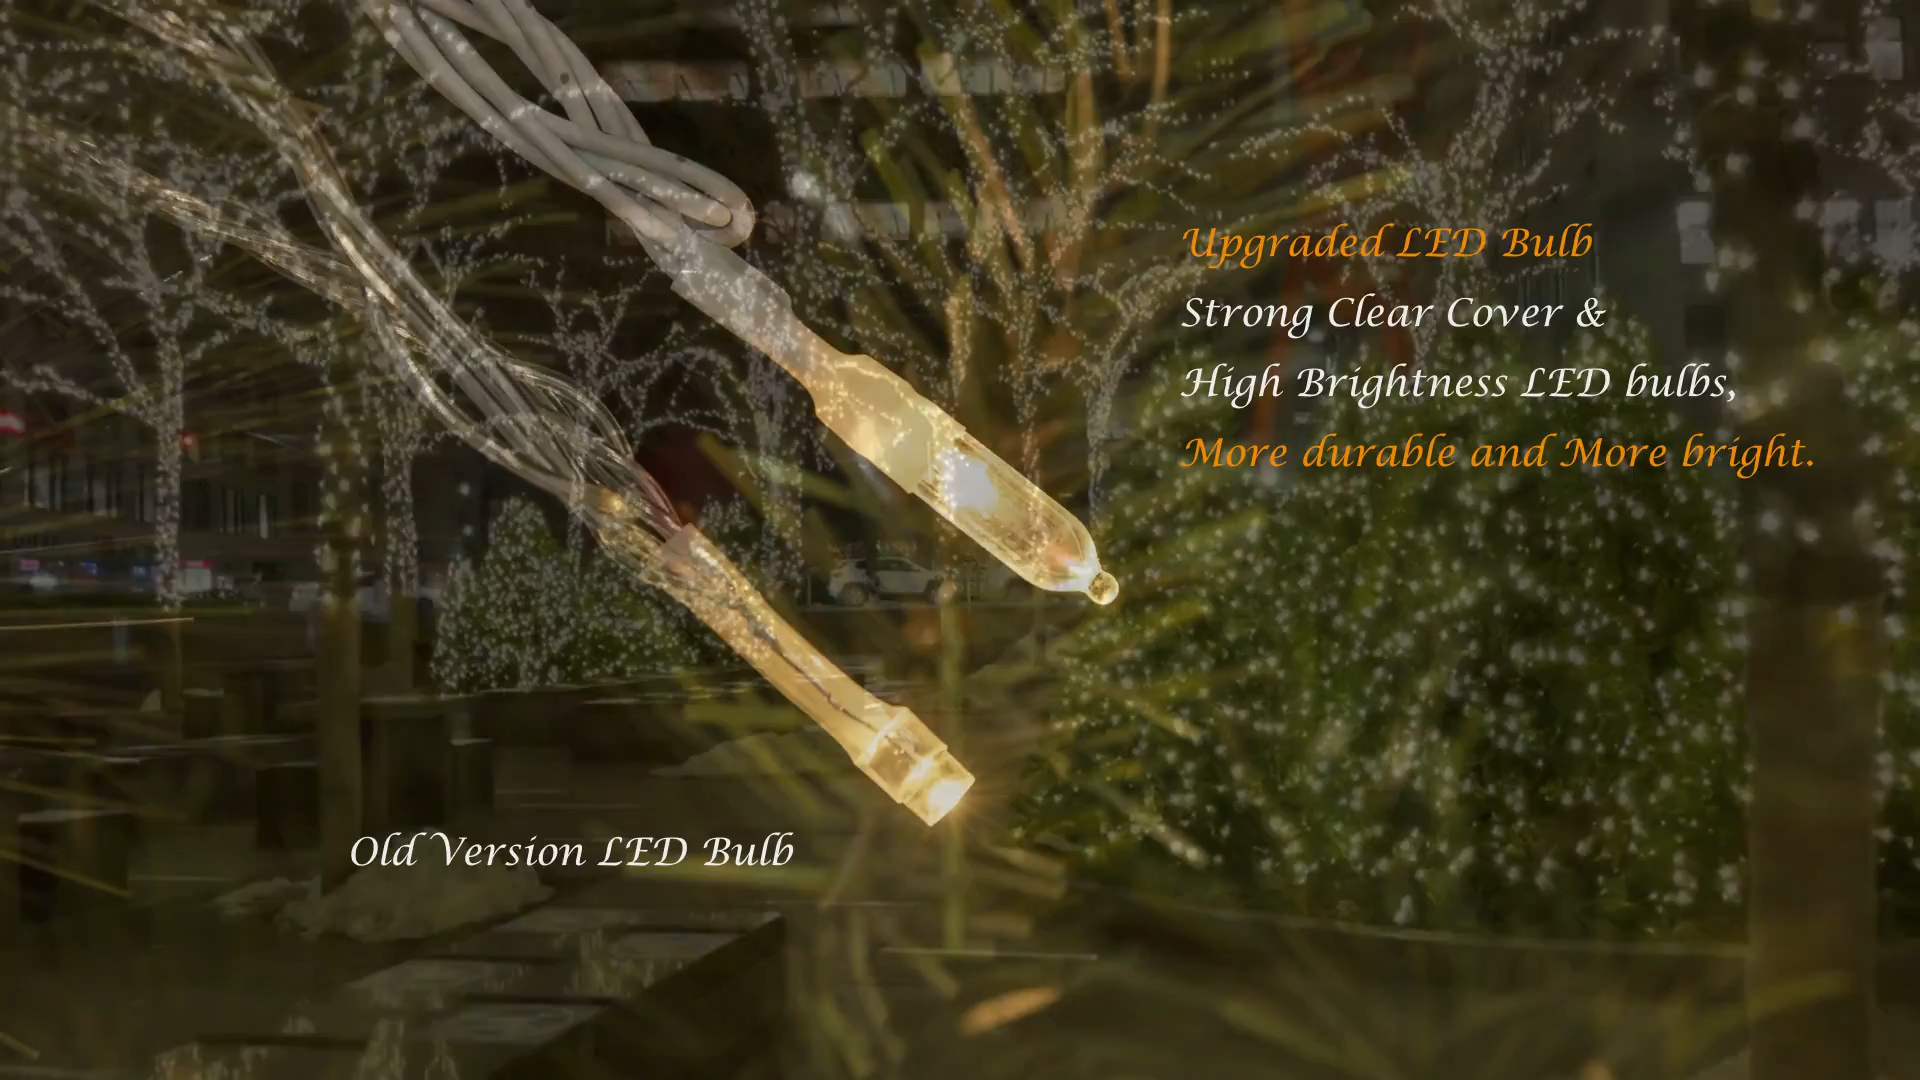 Upgraded LED Bulb
Strong Clear Cover &
High Brightness LED bulbs,
More durable and More bright.
Old Version LED Bulb